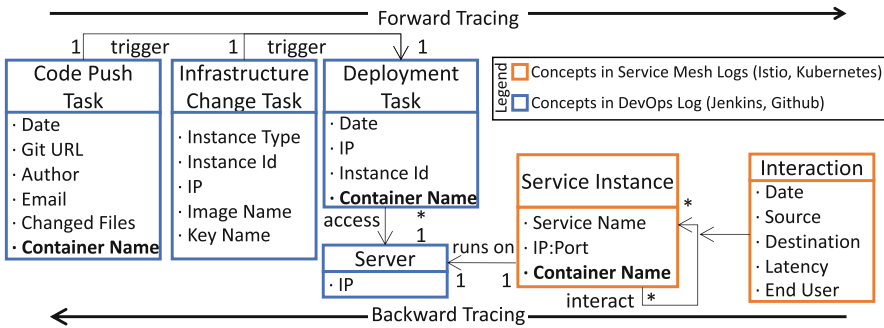 Forward Tracing
1 trigger 1 trigger 1
Code Push
Task
· Date
· Git URL
· Author
· Email
· Changed Files
· Container Name
Infrastructure
Change Task
· Instance Type
· Instance Id
· IP
· Image Name
· Key Name
Deployment
Task
· Date
· IP
· Instance Id
· Container Name
Legend
Concepts in Service Mesh Logs (Istio, Kubernetes)
Concepts in DevOps Log (Jenkins, Github)
access * 1
Server
· IP
runs on
1 1
Service Instance
· Service Name
· IP:Port
· Container Name
*
interact *
Interaction
· Date
· Source
· Destination
· Latency
· End User
Backward Tracing